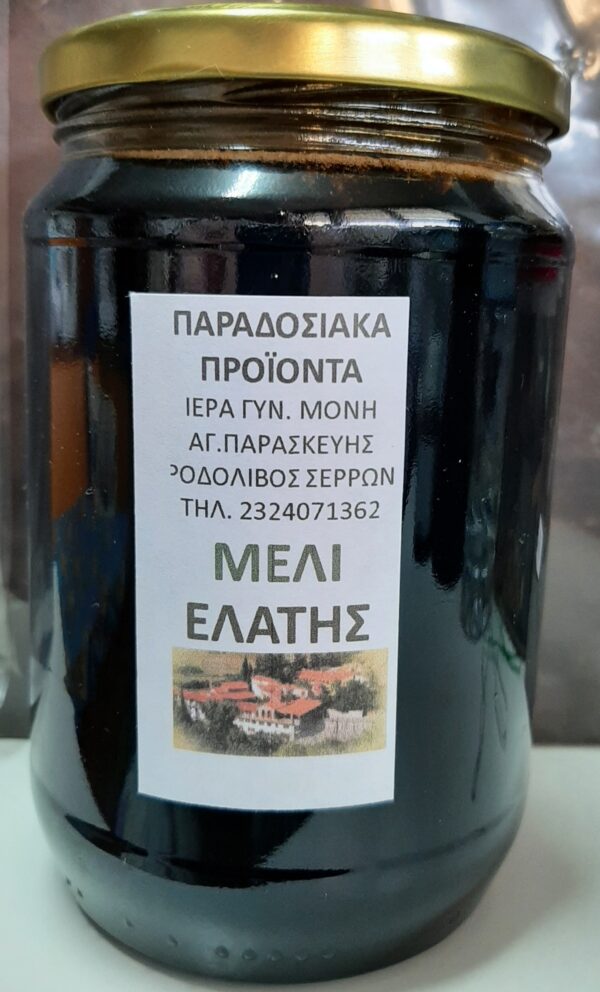 ΠΑΡΑΔΟΣΙΑΚΑ
ΠΡΟΪΟΝΤΑ
ΙΕΡΑ ΓΥΝ. ΜΟΝΗ
ΑΓ.ΠΑΡΑΣΚΕΥΗΣ
ΡΟΔΟΛΙΒΟΣ ΣΕΡΡΩΝ
ΤΗΛ. 2324071362
ΜΕΛΙ
ΕΛΑΤΗΣ